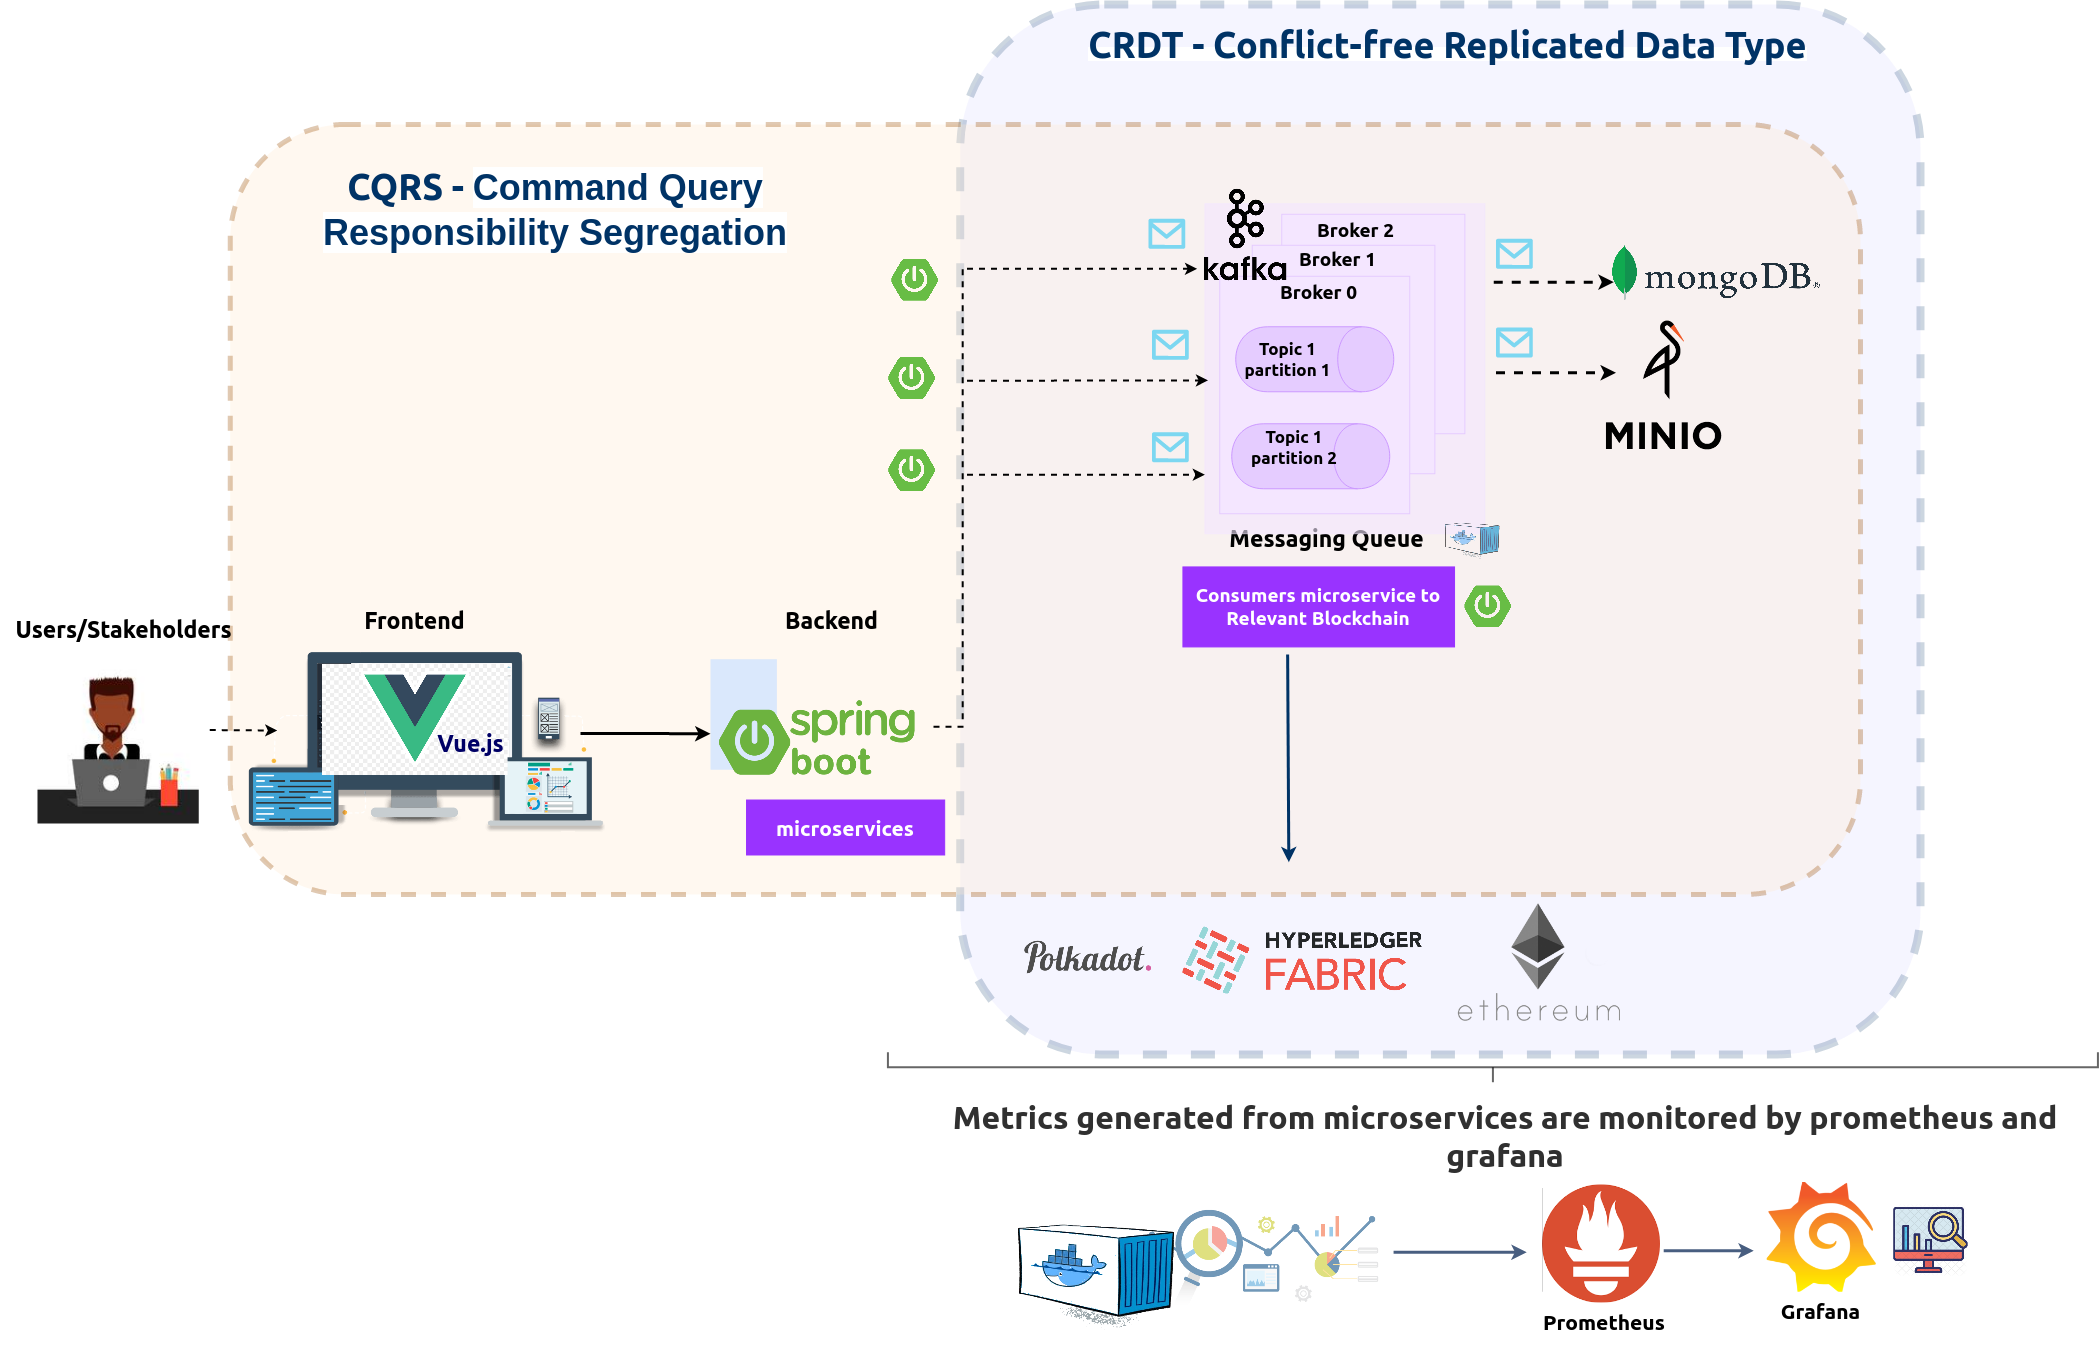 CRDT - Conflict-free Replicated Data Type
CQRS - Command Query
Responsibility Segregation
kafka
Broker 2
Broker 1
Broker 0
Topic 1
partition 1
Topic 1
partition 2
Messaging Queue
mongoDB
MINIO
Consumers microservice to
Relevant Blockchain
Users/Stakeholders
Frontend
Vue.js
Backend
spring
boot
microservices
Polkadot.
HYPERLEDGER
FABRIC
ethereum
Metrics generated from microservices are monitored by prometheus and
grafana
Prometheus
Grafana